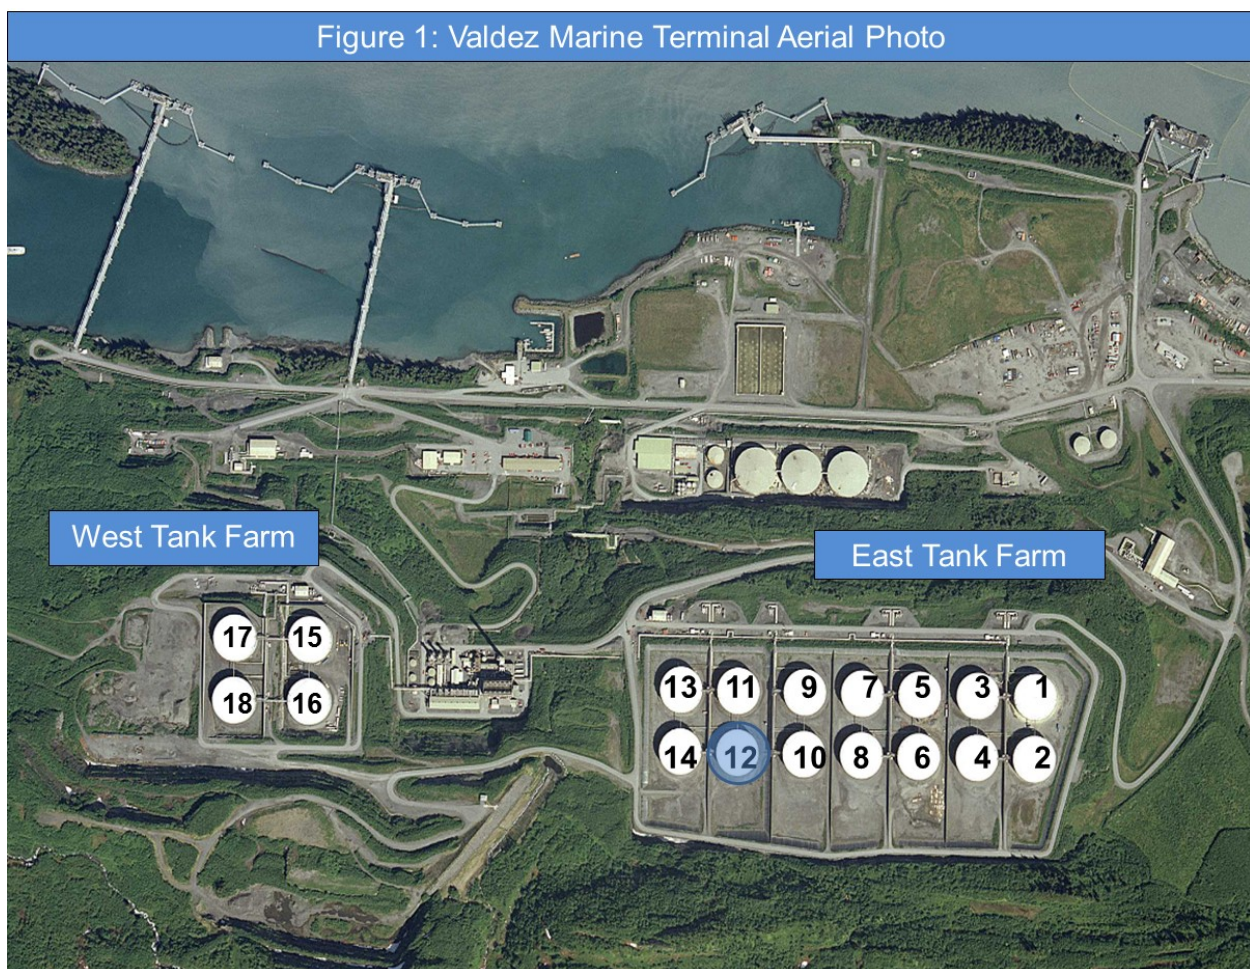 Figure 1: Valdez Marine Terminal Aerial Photo
West Tank Farm
East Tank Farm
17 15
18 16
13 11 9 7 5 3 1
14 12 10 8 6 4 2